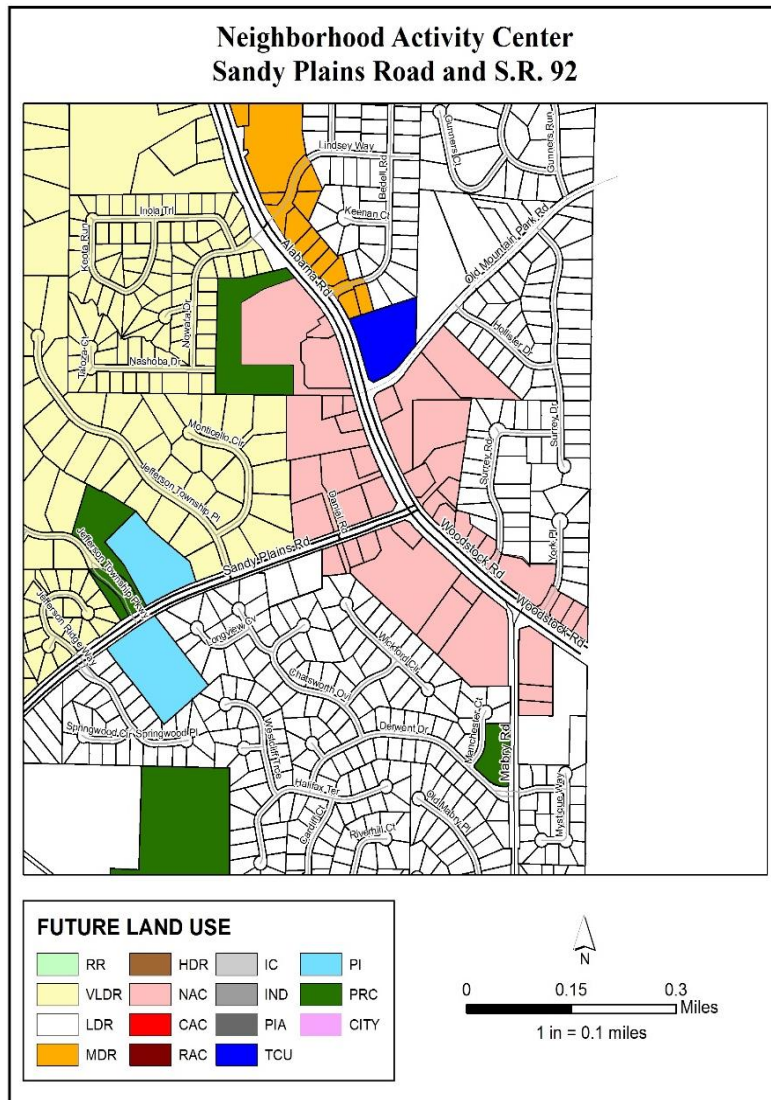 Neighborhood Activity Center
Sandy Plains Road and S.R. 92
Lindsey Way
Bedell Rd
Gunners Ct
Gunners Run
Keenan Ct
Inola Trl
Keota Run
Alabama Rd
Old Mountain Park Rd
Nowata Dr
Hollister Dr
Taloza Ct
Nashoba Dr
Surrey Dr
Monticello Cir
Surrey Rd
Jefferson Township Pl
Daniel Rd
Jefferson Township Pkwy
Sandy Plains Rd
Woodstock Rd
York Pl
Woodstock Rd
Jefferson Ridge Way
Longview Cv
Wickford Cir
Chatsworth Ovl
Springwood Cir
Springwood Pl
Westcliff Trce
Derwent Dr
Manchester Ct
Mabry Rd
Halifax Ter
Cardiff Ct
Riverhill Ct
Old Mabry Pl
Mystique Way
FUTURE LAND USE
RR HDR IC PI
VLDR NAC IND PRC
LDR CAC PIA CITY
MDR RAC TCU
N
0 0.15 0.3
Miles
1 in = 0.1 miles